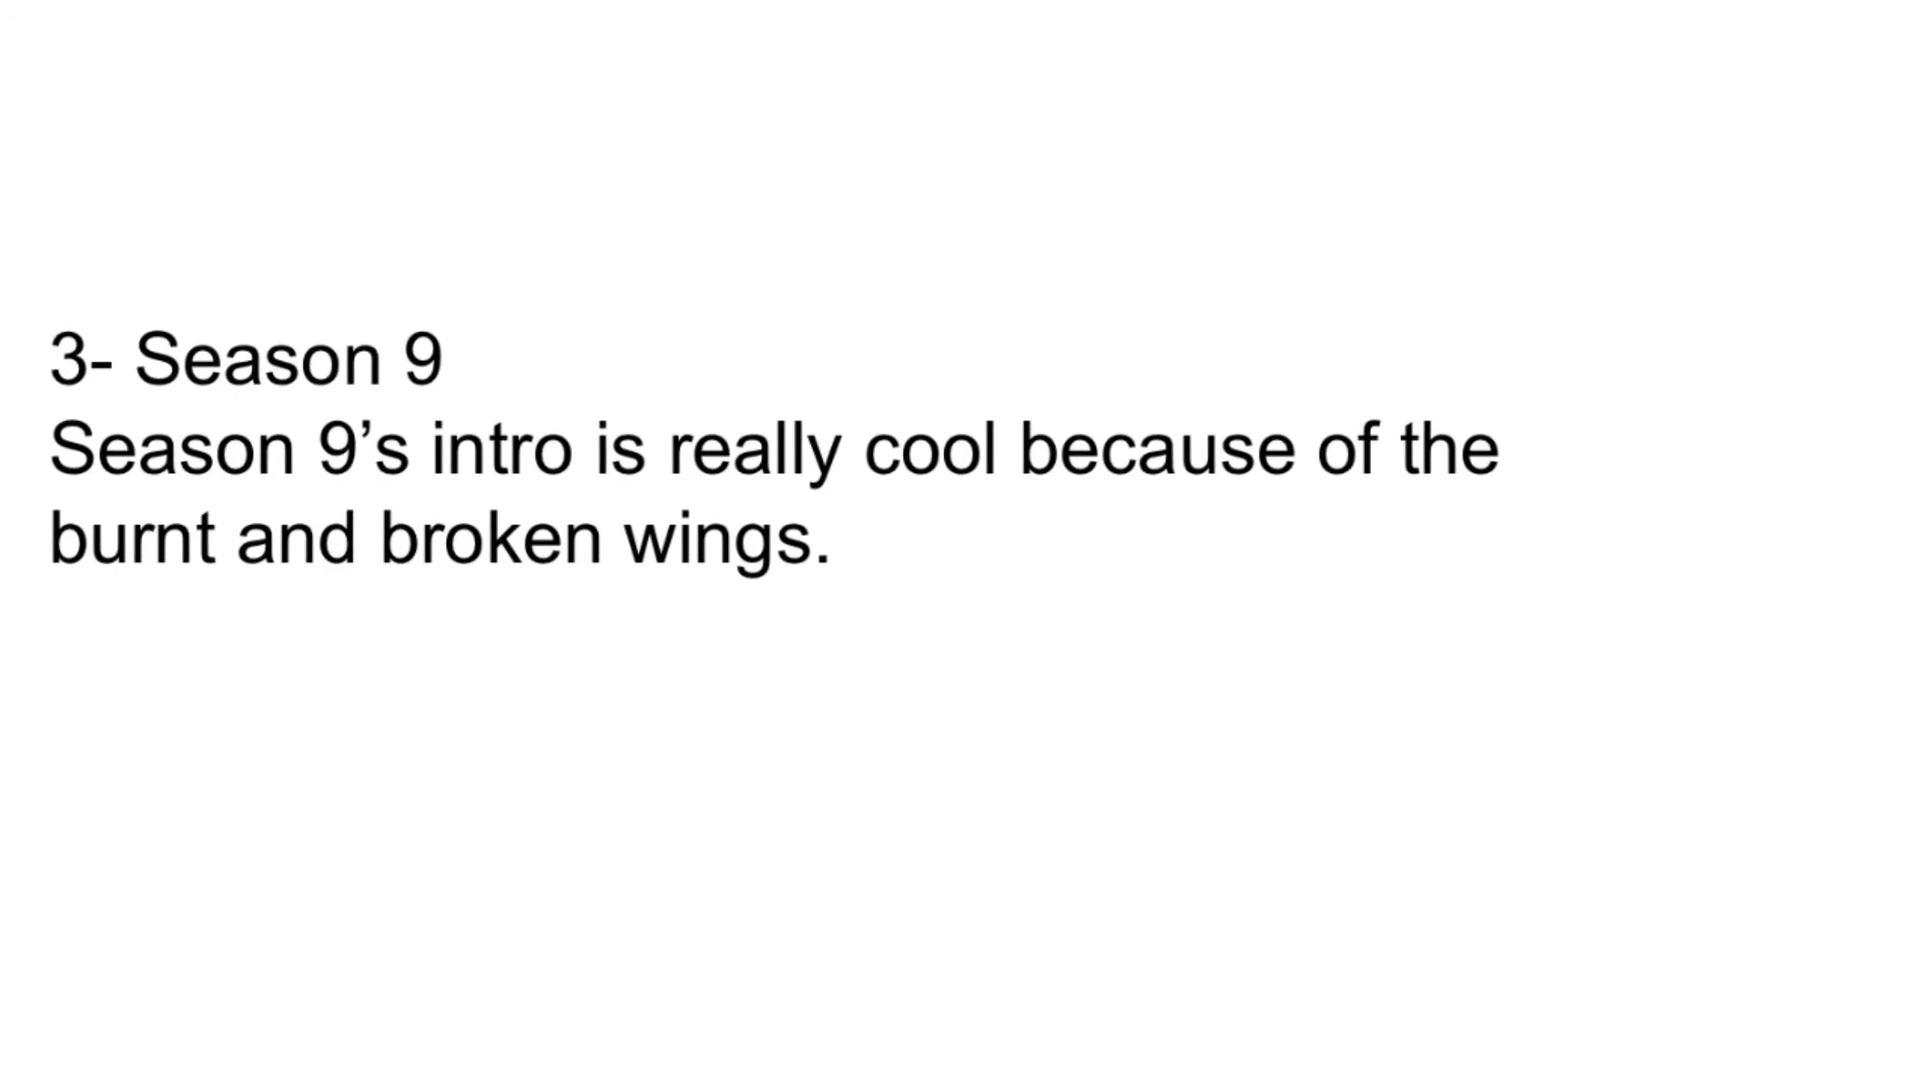 3- Season 9
Season 9’s intro is really cool because of the
burnt and broken wings.